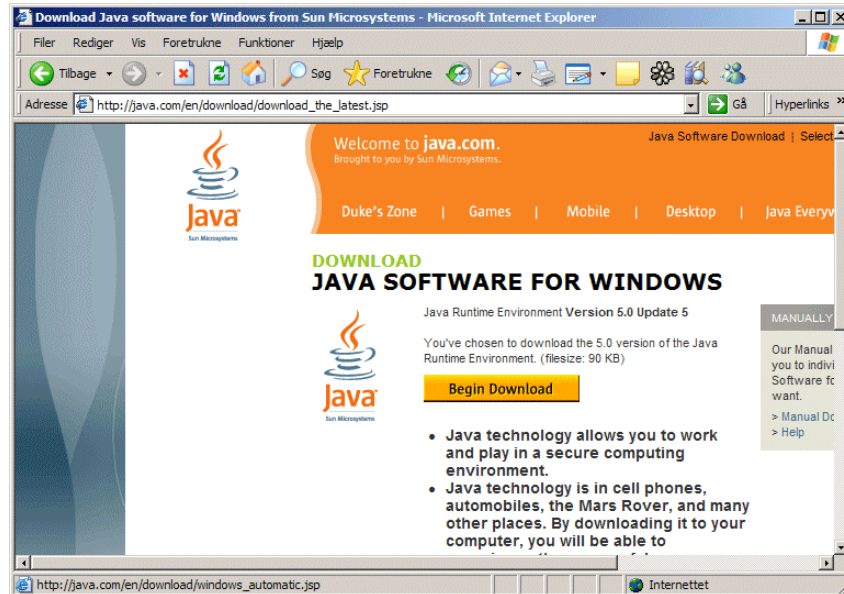 Download Java software for Windows from Sun Microsystems - Microsoft Internet Explorer
Filer Rediger Vis Foretrukne Funktioner Hjælp
Tilbage Søg Foretrukne
Adresse http://java.com/en/download/download_the_latest.jsp Gå Hyperlinks »
Java Software Download | Select
Welcome to java.com.
Brought to you by Sun Microsystems.
Java
Sun Microsystems
Duke's Zone | Games | Mobile | Desktop | Java Everyw
DOWNLOAD
JAVA SOFTWARE FOR WINDOWS
Java
Sun Microsystems
Java Runtime Environment Version 5.0 Update 5
You've chosen to download the 5.0 version of the Java
Runtime Environment. (filesize: 90 KB)
Begin Download
• Java technology allows you to work
and play in a secure computing
environment.
• Java technology is in cell phones,
automobiles, the Mars Rover, and many
other places. By downloading it to your
computer, you will be able to
MANUALLY
Our Manual
you to indivi
Software fo
want.
> Manual Do
> Help
http://java.com/en/download/windows_automatic.jsp
Internettet